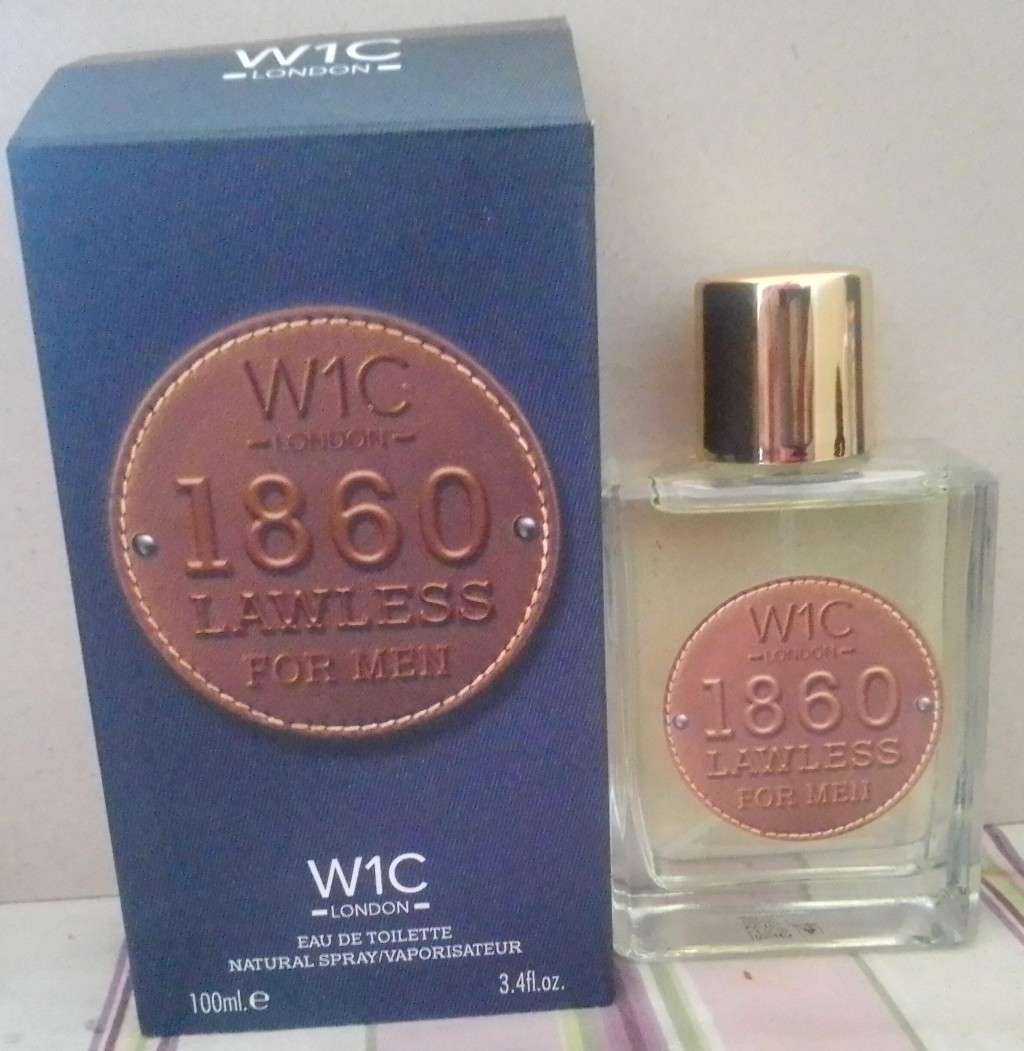 W1C
LONDON
W1C
LONDON
1860
LAWLESS
FOR MEN
W1C
LONDON
EAU DE TOILETTE
NATURAL SPRAY/VAPORISATEUR
100ml.e
3.4fl.oz.
W1C
LONDON
1860
LAWLESS
FOR MEN